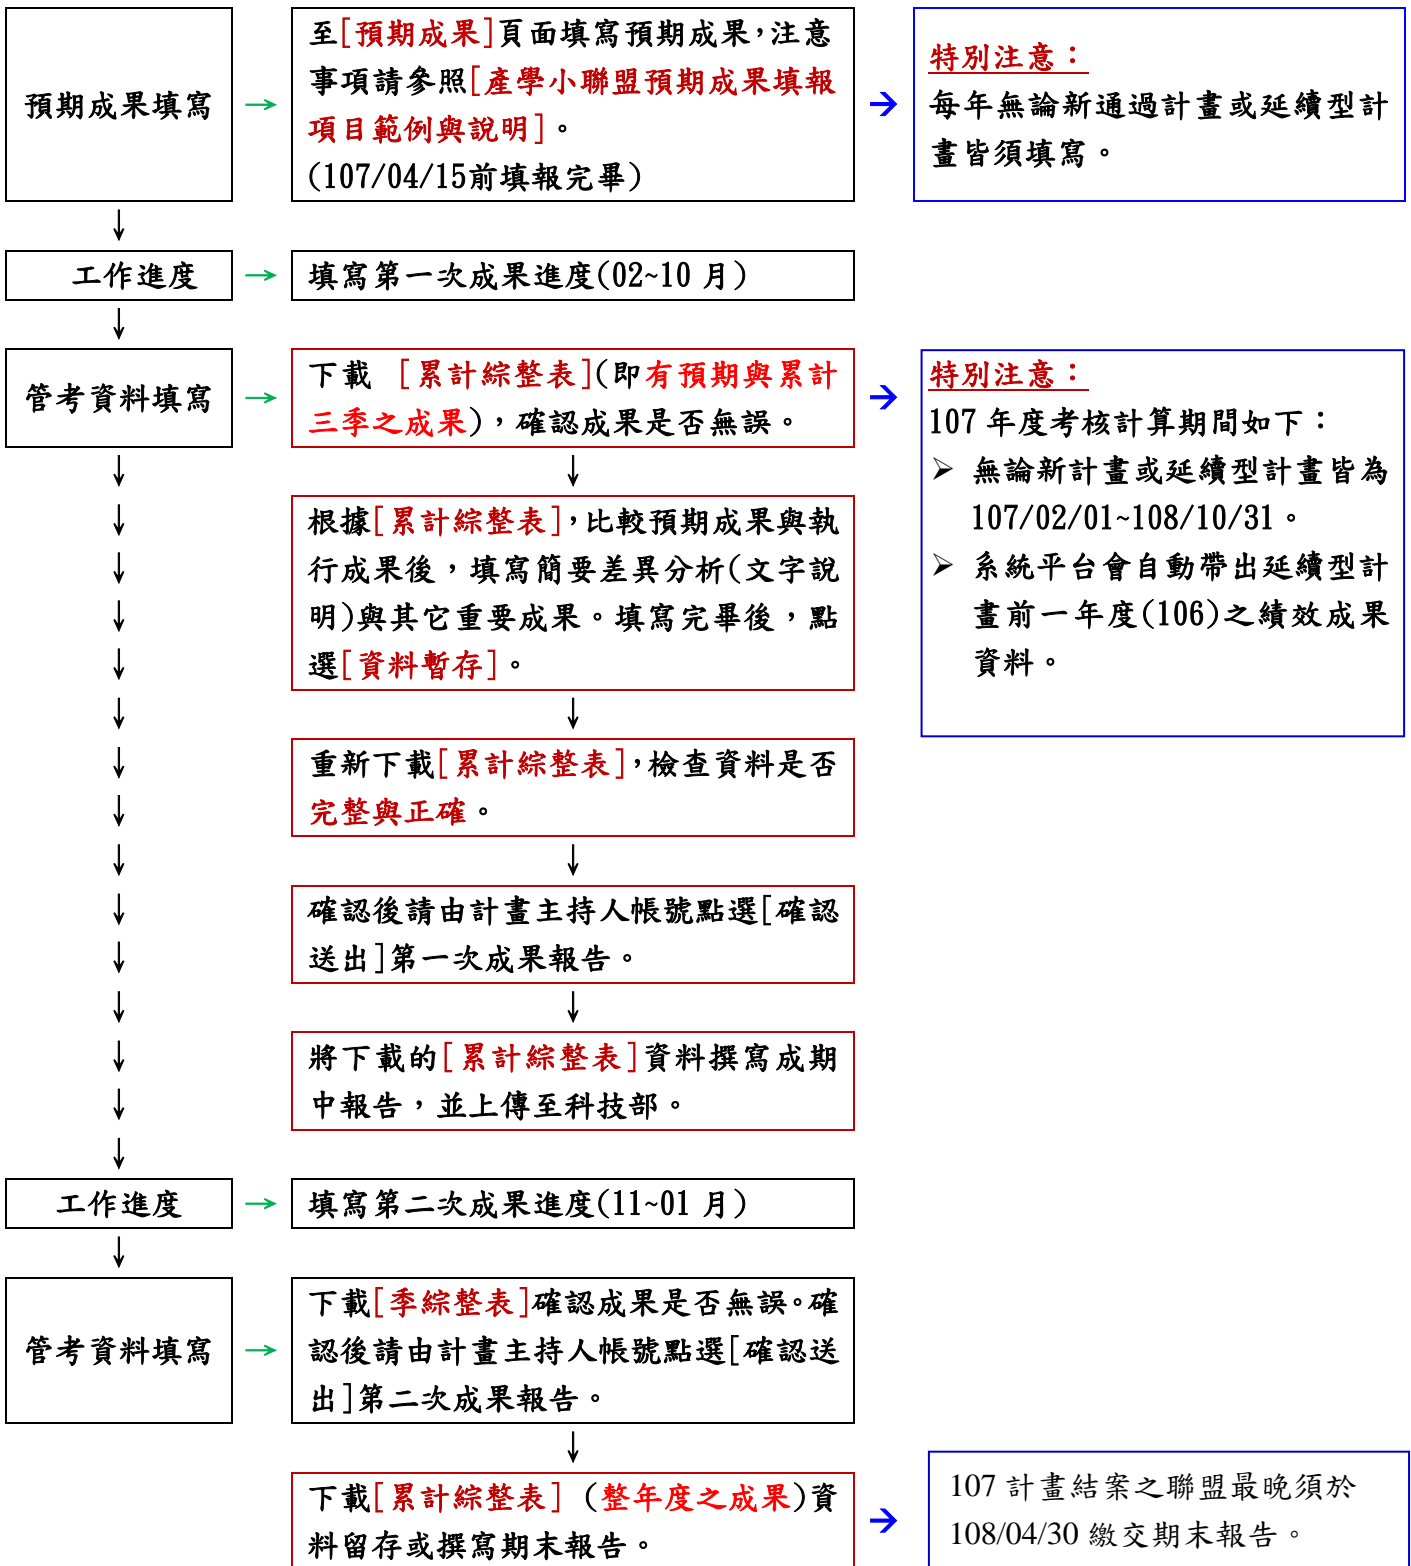 預期成果填寫
→
至[預期成果]頁面填寫預期成果,注意
事項請參照[產學小聯盟預期成果填報
項目範例與說明]。
(107/04/15前填報完畢)
→
特別注意：
每年無論新通過計畫或延續型計
畫皆須填寫。
↓
工作進度
→
填寫第一次成果進度(02~10 月)
↓
管考資料填寫
→
下載 [累計綜整表](即有預期與累計
三季之成果)，確認成果是否無誤。
→
特別注意：
107 年度考核計算期間如下：
➢ 無論新計畫或延續型計畫皆為
107/02/01~108/10/31。
➢ 系統平台會自動帶出延續型計
畫前一年度(106)之績效成果
資料。
↓
根據[累計綜整表],比較預期成果與執
行成果後，填寫簡要差異分析(文字說
明)與其它重要成果。填寫完畢後，點
選[資料暫存]。
↓
重新下載[累計綜整表],檢查資料是否
完整與正確。
↓
確認後請由計畫主持人帳號點選[確認
送出]第一次成果報告。
↓
將下載的[累計綜整表]資料撰寫成期
中報告，並上傳至科技部。
↓
工作進度
→
填寫第二次成果進度(11~01 月)
↓
管考資料填寫
→
下載[季綜整表]確認成果是否無誤。確
認後請由計畫主持人帳號點選[確認送
出]第二次成果報告。
↓
下載[累計綜整表] (整年度之成果)資
料留存或撰寫期末報告。
→
107 計畫結案之聯盟最晚須於
108/04/30 繳交期末報告。